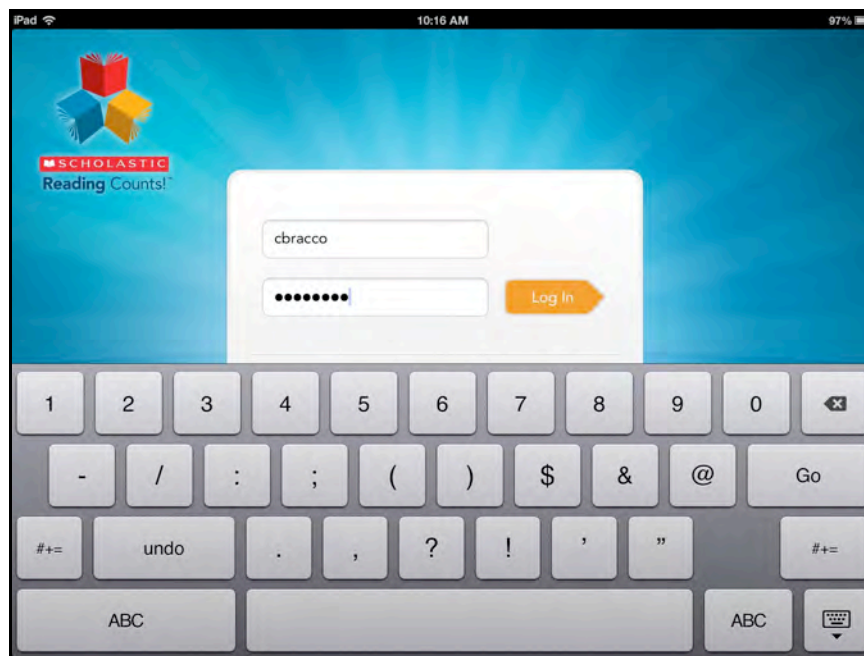 iPad 10:16 AM 97%
SCHOLASTIC
Reading Counts!™
cbracco
••••••••
Log In
1 2 3 4 5 6 7 8 9 0
- / : ; ( ) $ & @ Go
#+= undo . , ? ! ’ ” #+=
ABC ABC